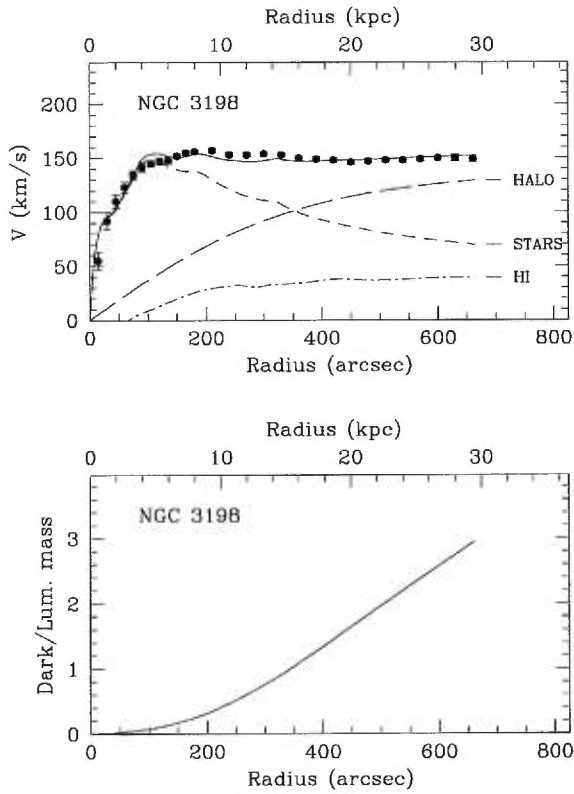 Radius (kpc)
0 10 20 30
NGC 3198
V (km/s)
200
150
100
50
0
HALO
STARS
HI
0 200 400 600 800
Radius (arcsec)
Radius (kpc)
0 10 20 30
NGC 3198
Dark/Lum. mass
3
2
1
0
0 200 400 600 800
Radius (arcsec)